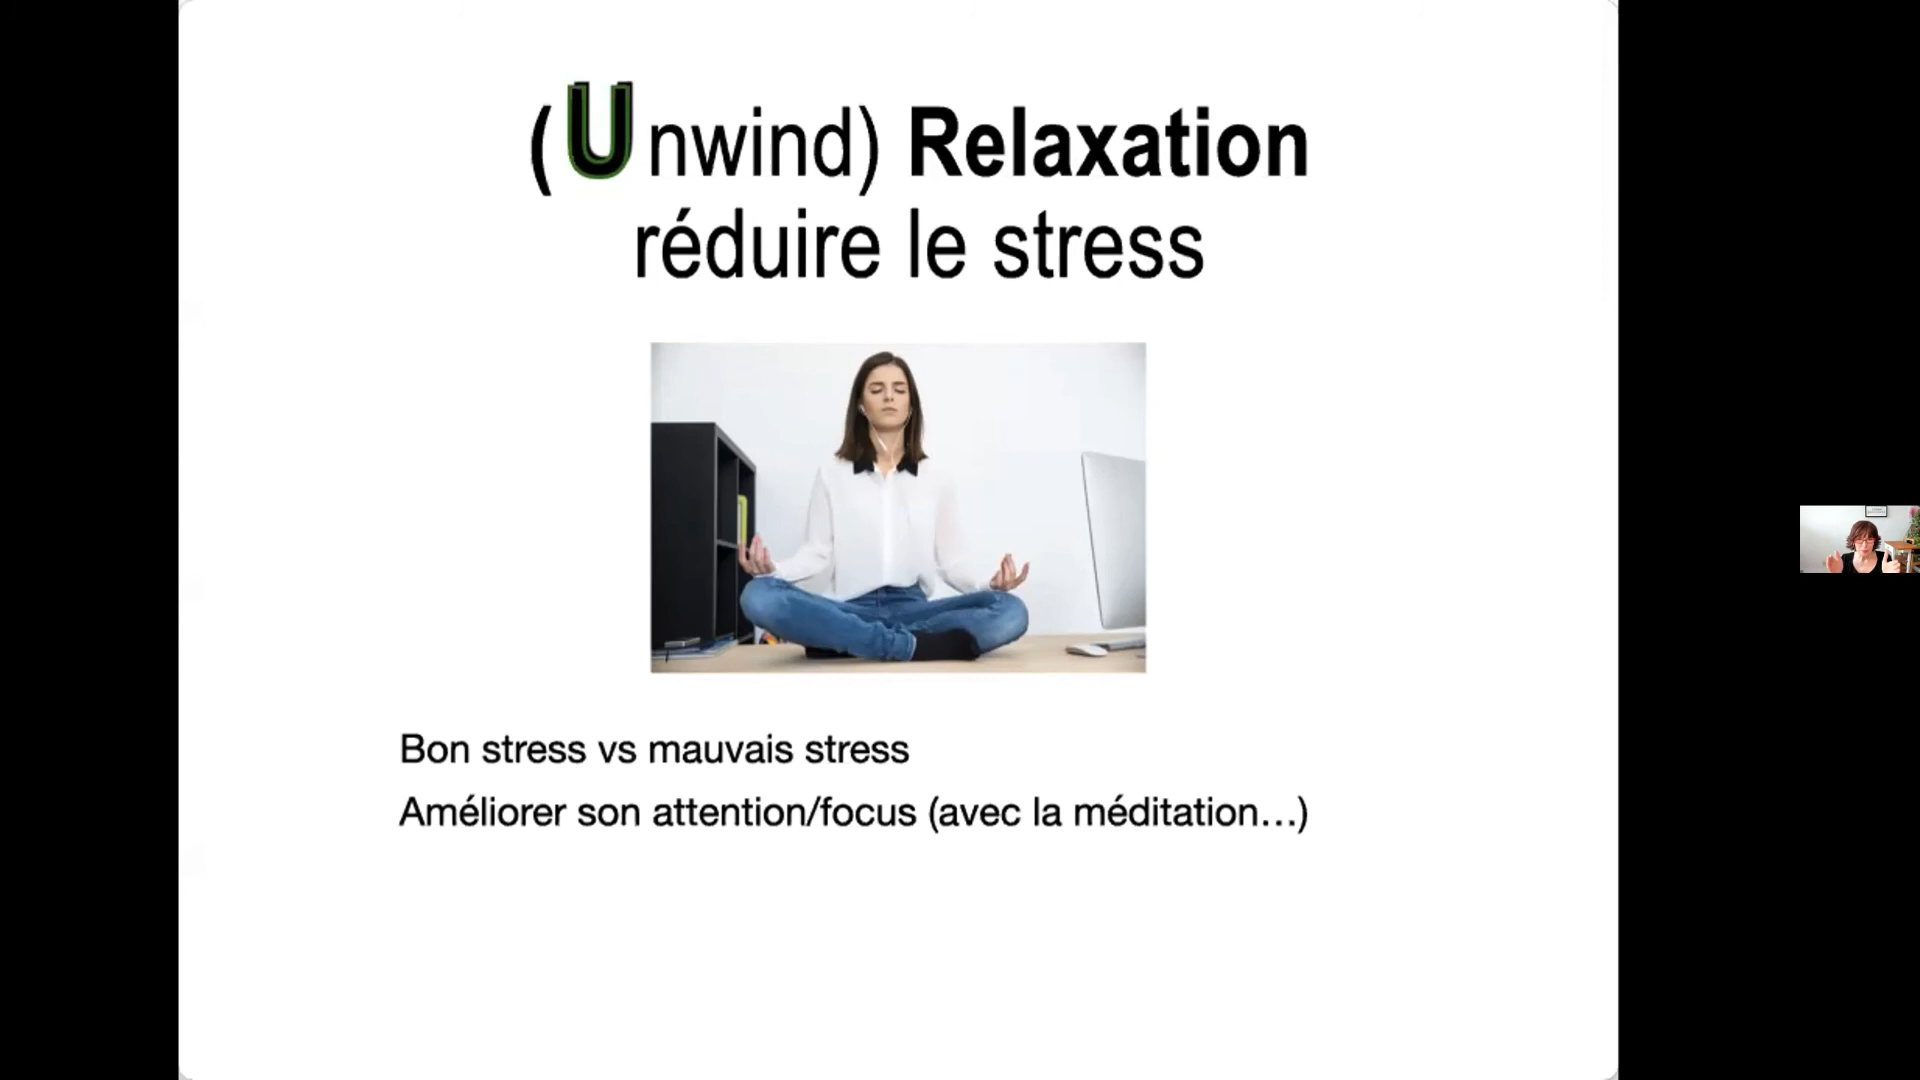 (Unwind) Relaxation
réduire le stress
Bon stress vs mauvais stress
Améliorer son attention/focus (avec la méditation...)